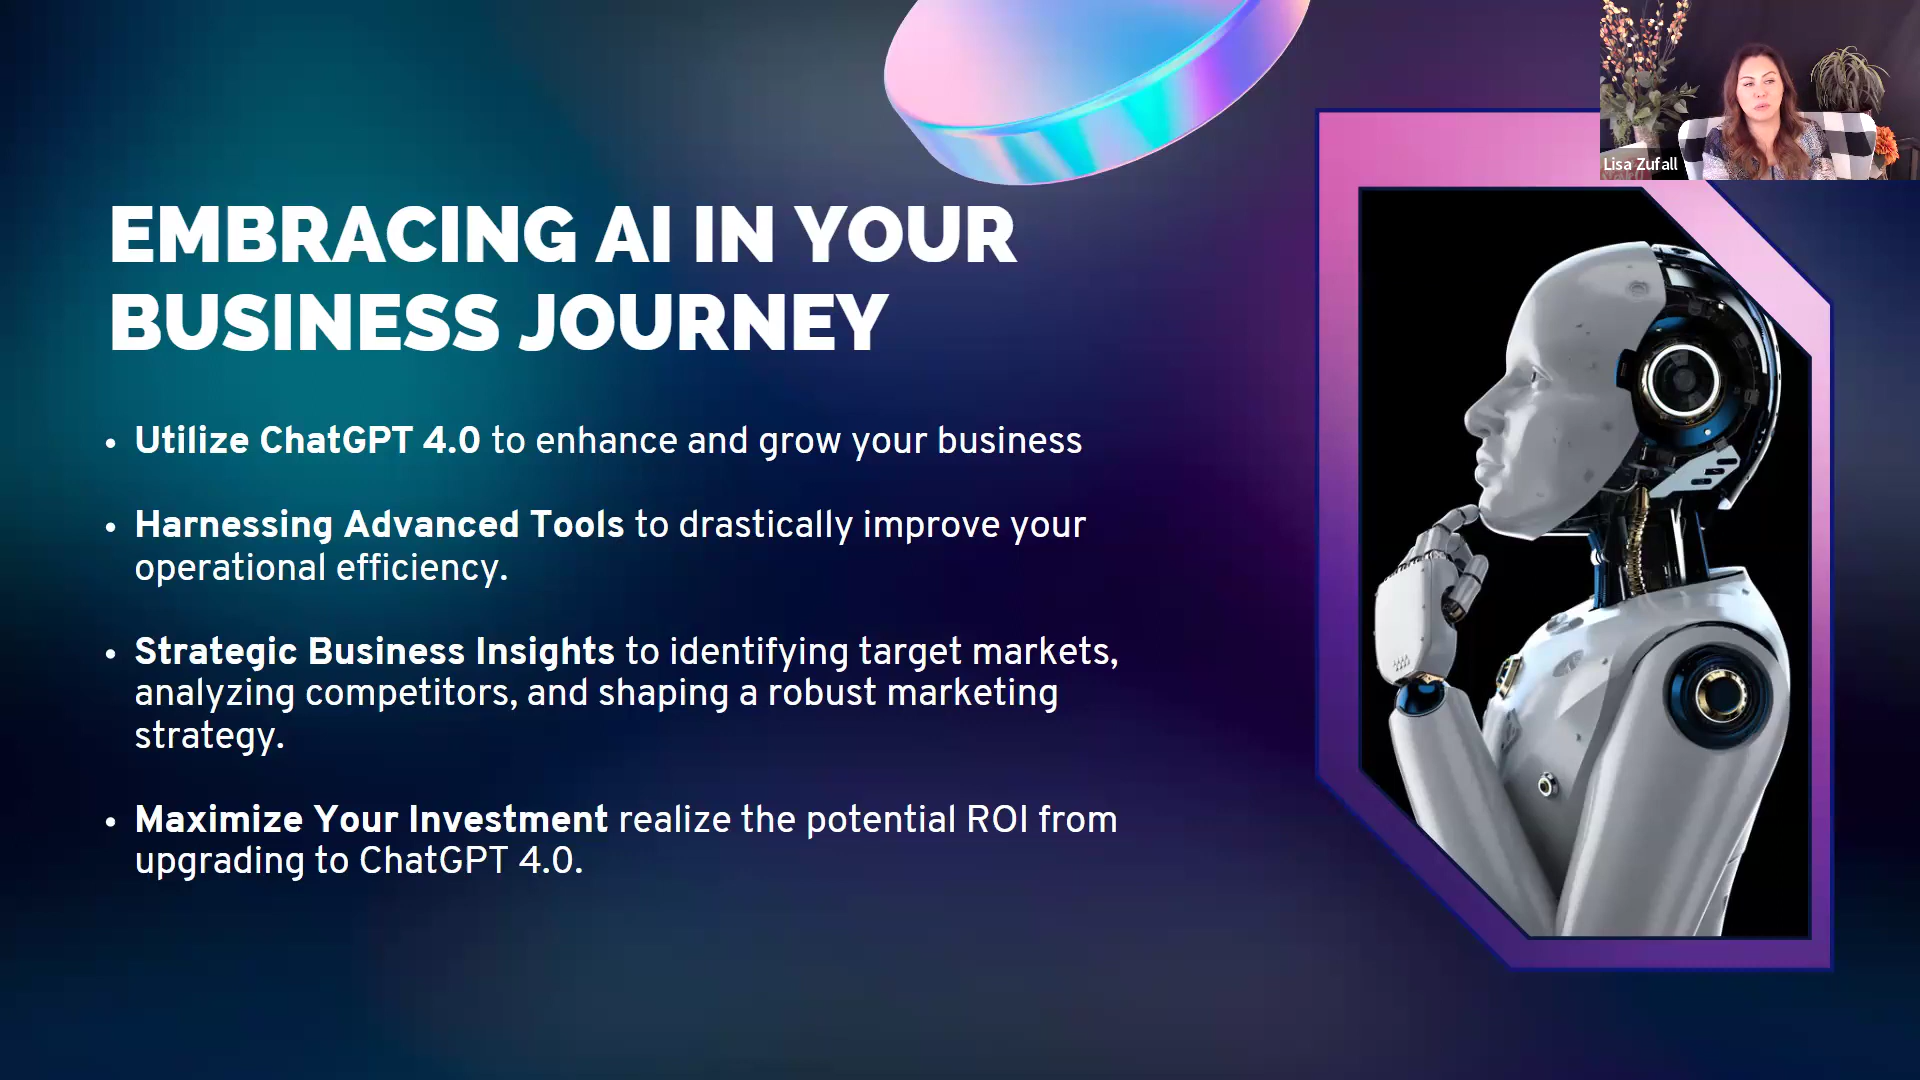 Lisa Zufall
EMBRACING AI IN YOUR
BUSINESS JOURNEY
• Utilize ChatGPT 4.0 to enhance and grow your business
• Harnessing Advanced Tools to drastically improve your
operational efficiency.
• Strategic Business Insights to identifying target markets,
analyzing competitors, and shaping a robust marketing
strategy.
• Maximize Your Investment realize the potential ROI from
upgrading to ChatGPT 4.0.